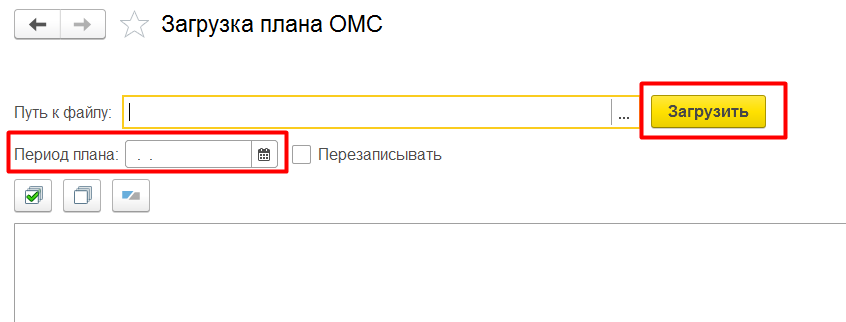 Загрузка плана ОМС
Путь к файлу: ... Загрузить
Период плана: . . Перезаписывать